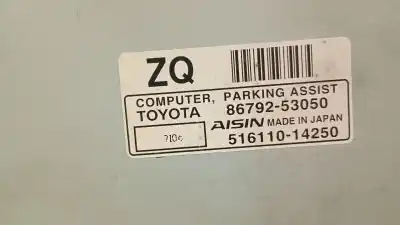 ZQ
COMPUTER, PARKING ASSIST
TOYOTA 86792-53050
AISIN MADE IN JAPAN
516110-14250